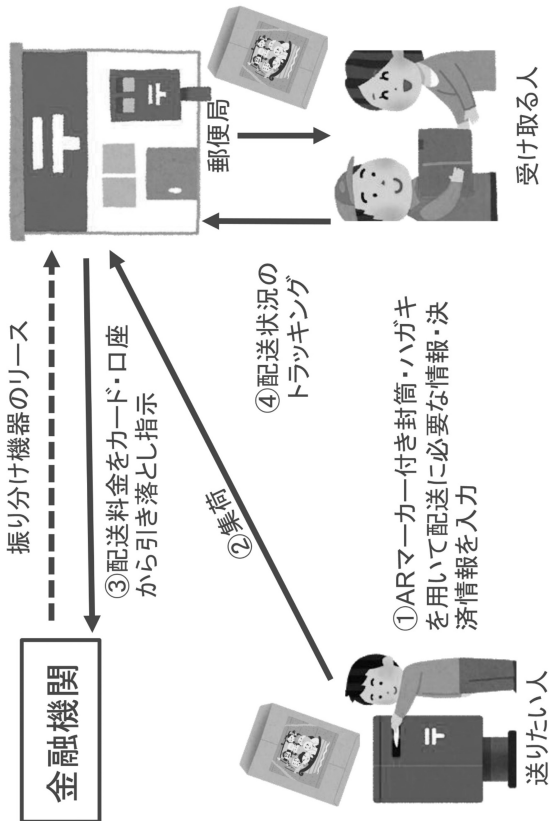 金融機関
振り分け機器のリース
③配送料金をカード・口座
から引き落とし指示
郵便局
②集荷
④配送状況の
トラッキング
①ARマーカー付き封筒・ハガキ
を用いて配送に必要な情報・決
済情報を入力
送りたい人
受け取る人